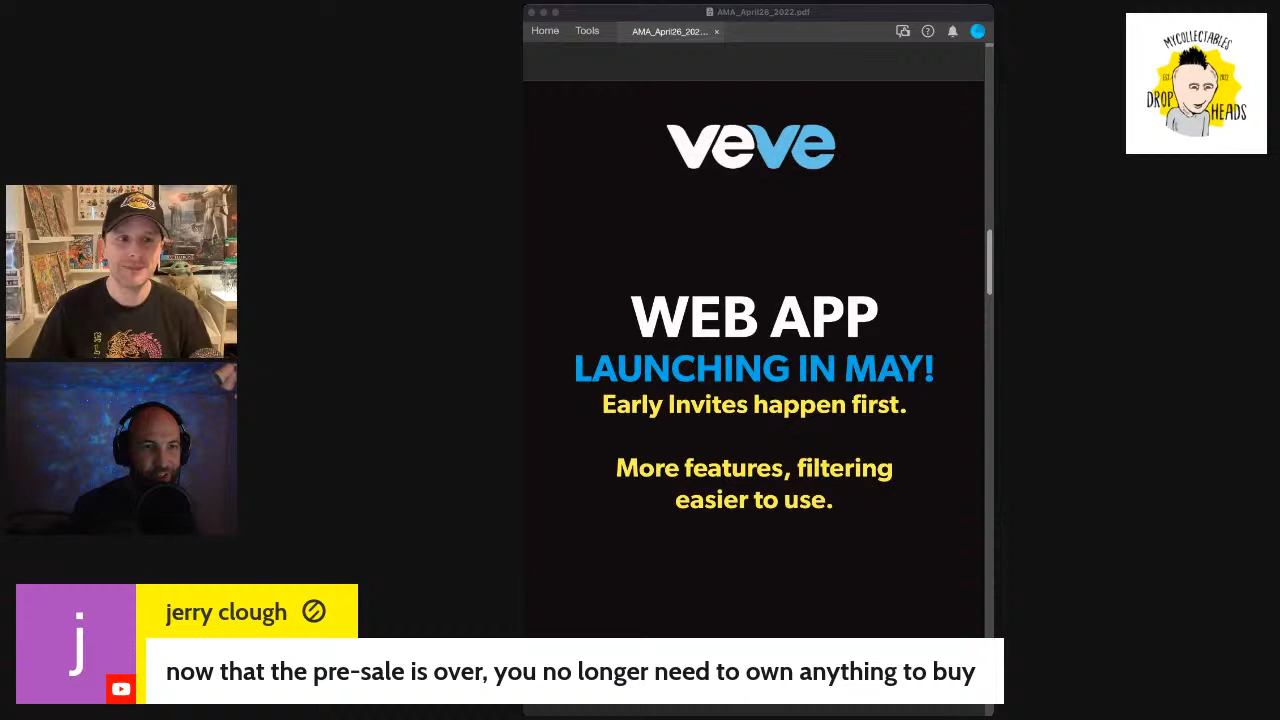 AMA_April26_2022.pdf
Home Tools AMA_April26_202... ×
veve
WEB APP
LAUNCHING IN MAY!
Early Invites happen first.
More features, filtering
easier to use.
MYCOLLECTABLES
EST 2022
DROP HEADS
j
jerry clough
now that the pre-sale is over, you no longer need to own anything to buy